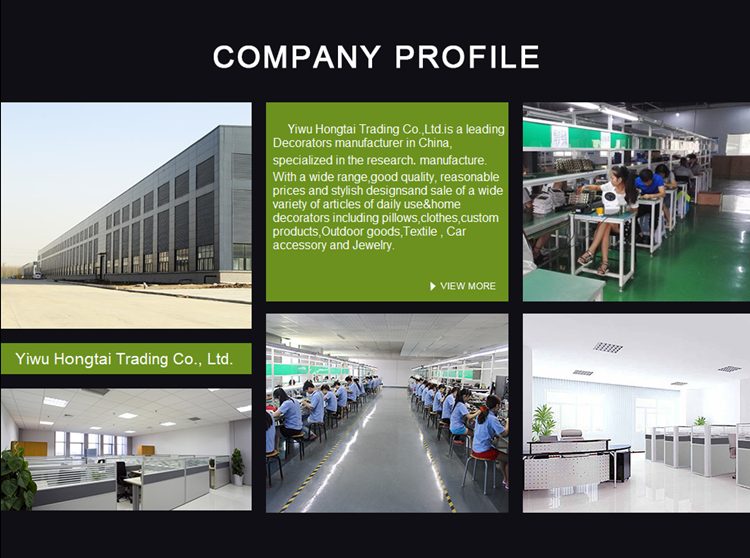 COMPANY PROFILE
Yiwu Hongtai Trading Co.,Ltd.is a leading
Decorators manufacturer in China,
specialized in the research, manufacture.
With a wide range,good quality, reasonable
prices and stylish designsand sale of a wide
variety of articles of daily use&home
decorators including pillows,clothes,custom
products,Outdoor goods,Textile , Car
accessory and Jewelry.
VIEW MORE
Yiwu Hongtai Trading Co., Ltd.